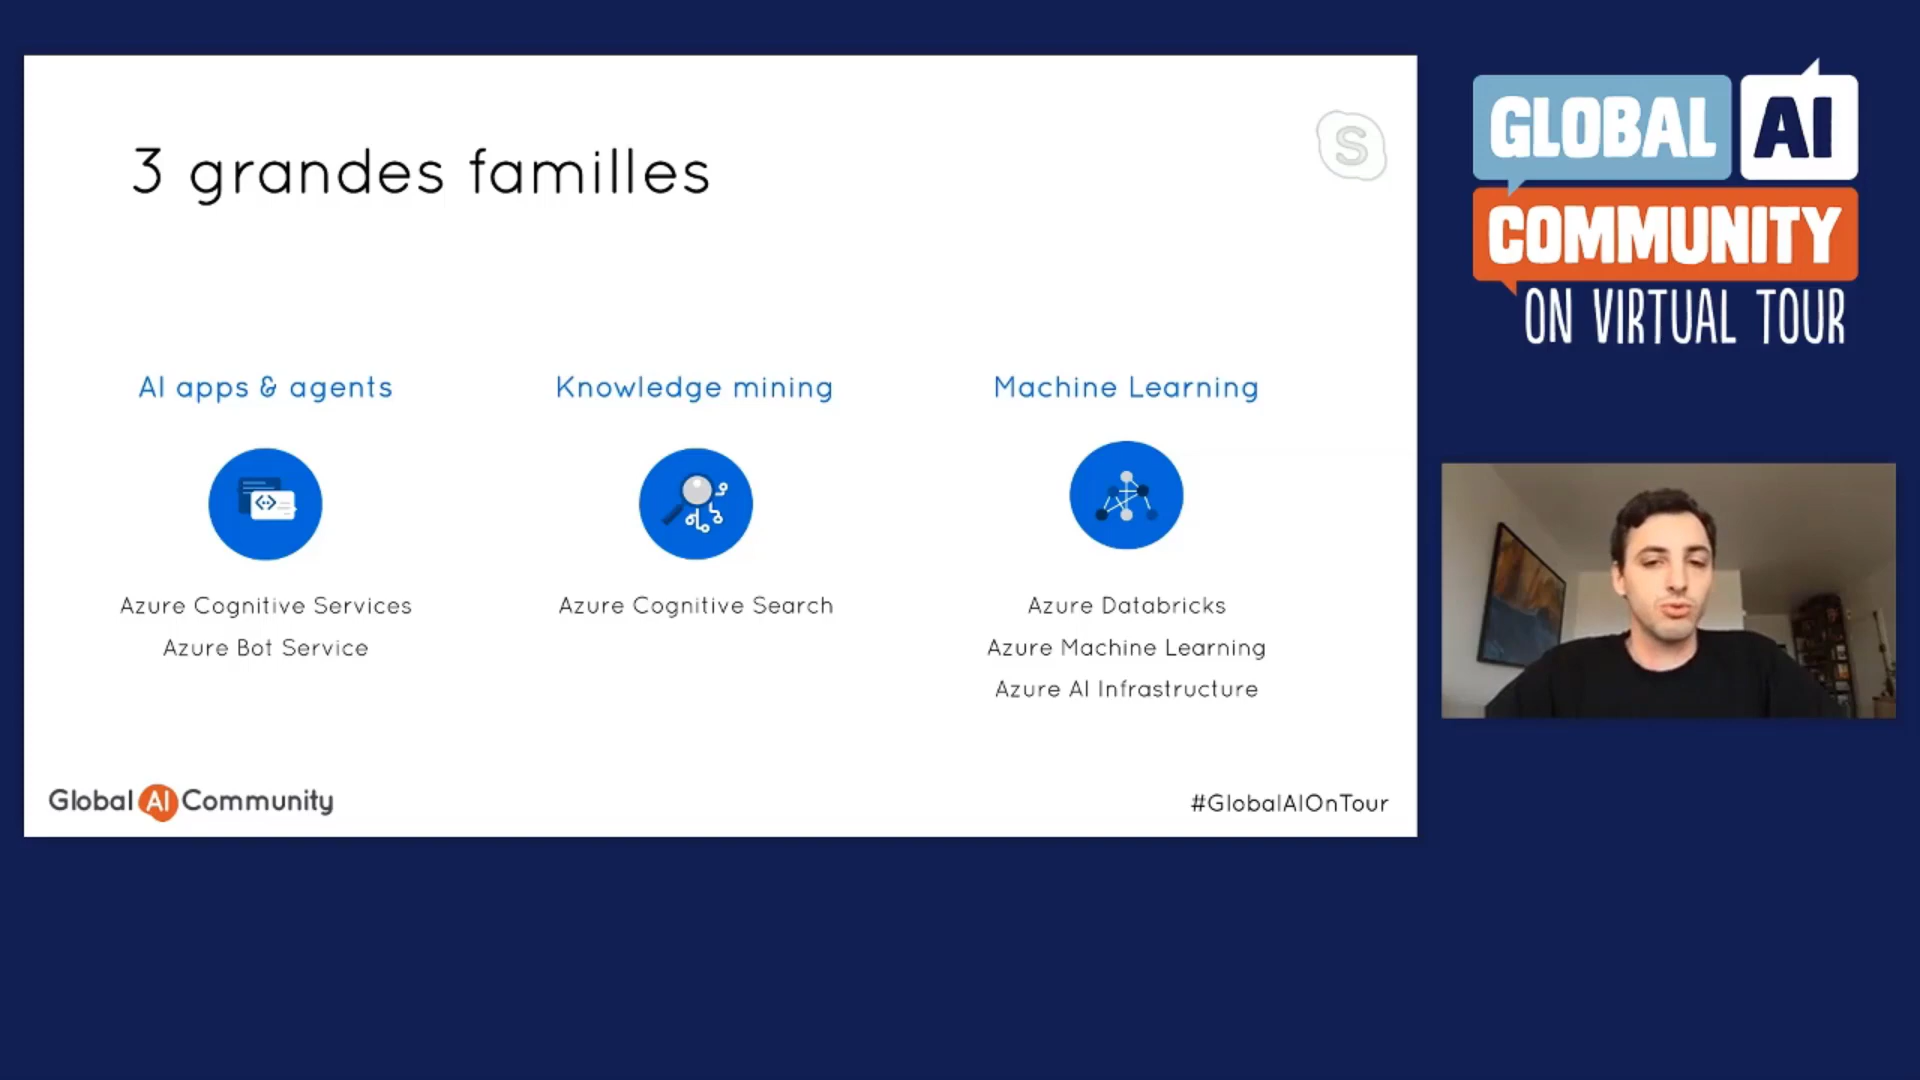 3 grandes familles
S
AI apps & agents
Knowledge mining
Machine Learning
Azure Cognitive Services
Azure Bot Service
Azure Cognitive Search
Azure Databricks
Azure Machine Learning
Azure AI Infrastructure
Global AI Community
#GlobalAIOnTour
GLOBAL AI
COMMUNITY
ON VIRTUAL TOUR